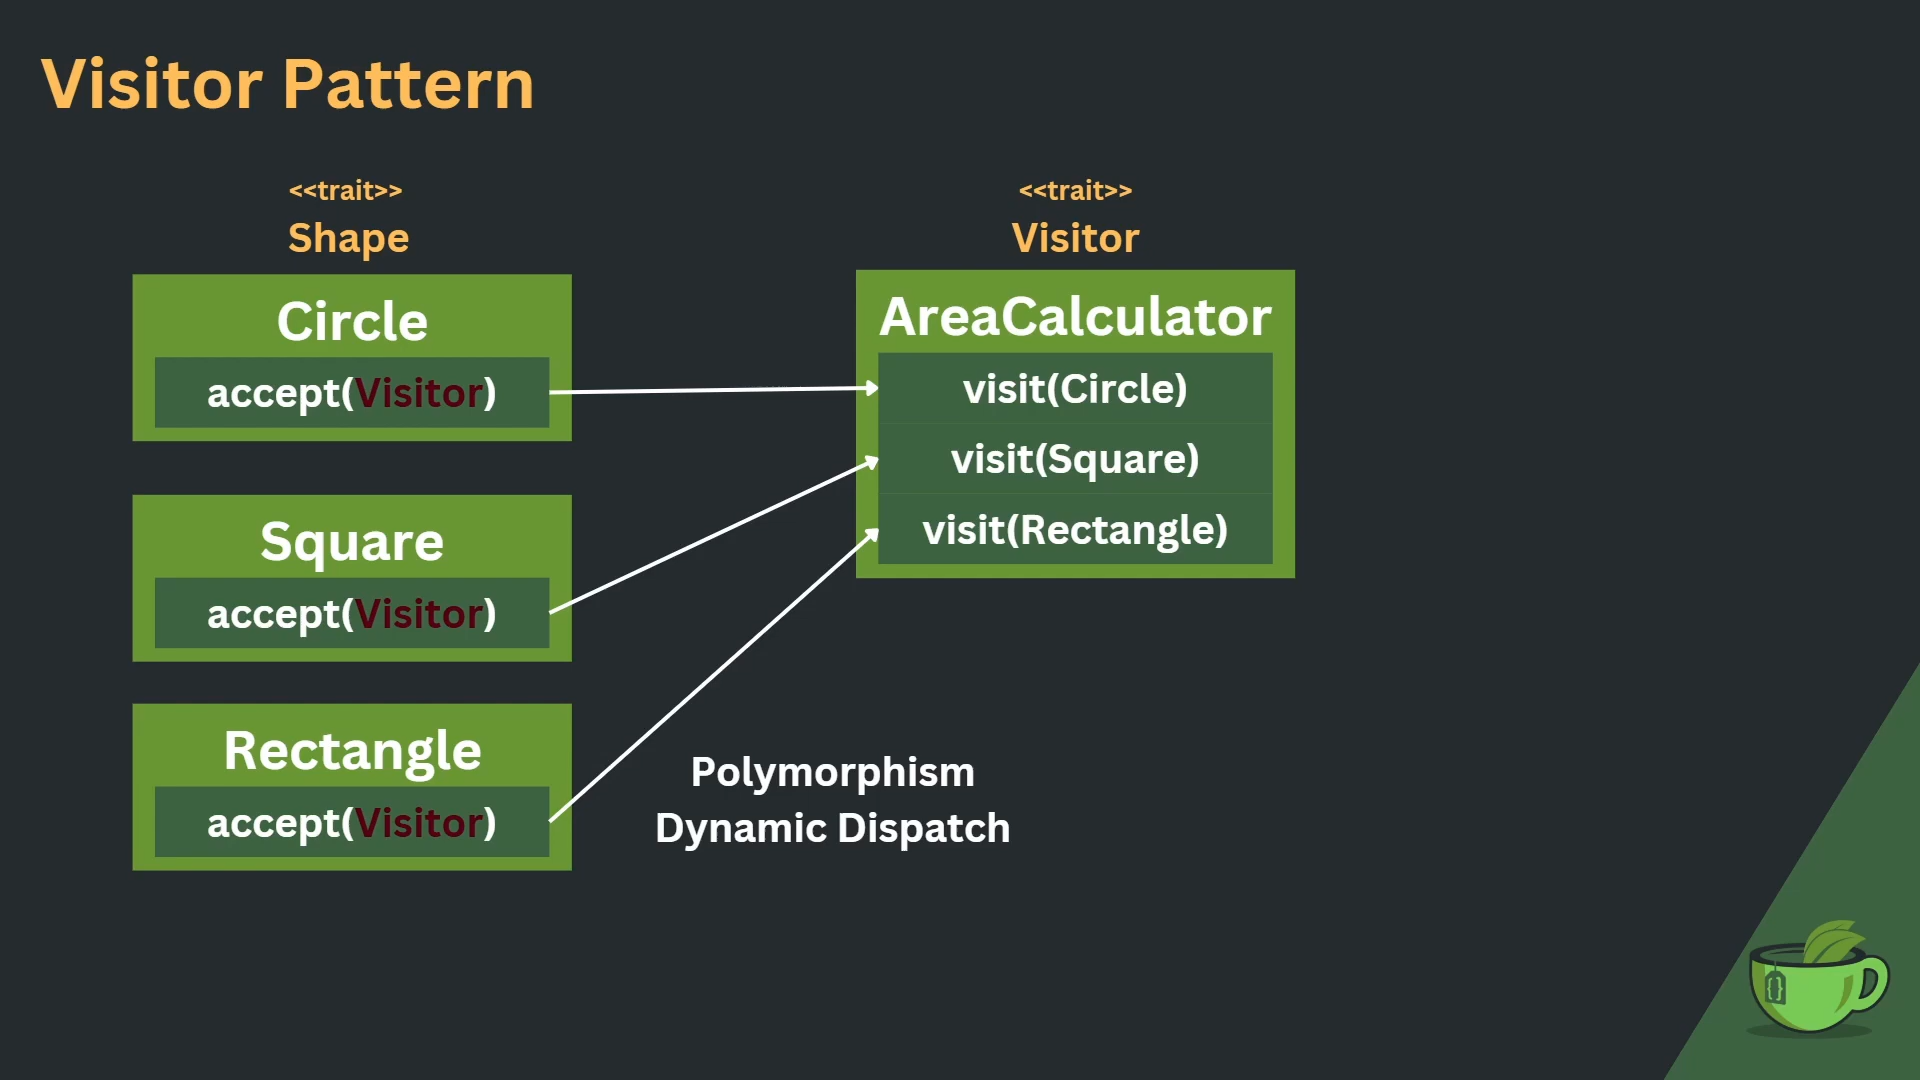 Visitor Pattern
<<trait>>
Shape
Circle
accept(Visitor)
Square
accept(Visitor)
Rectangle
accept(Visitor)
<<trait>>
Visitor
AreaCalculator
visit(Circle)
visit(Square)
visit(Rectangle)
Polymorphism
Dynamic Dispatch
{}